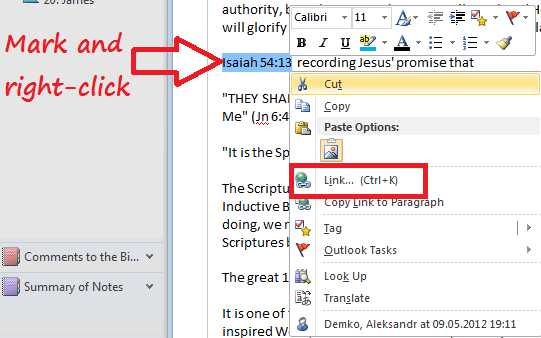 20. James
Mark and
right-click
Comments to the Bi...
Summary of Notes
authority, b
will glorify
Isaiah 54:13 recording Jesus' promise that
"THEY SHA
Me" (Jn 6:4
"It is the Sp
The Scriptu
Inductive B
doing, we
Scriptures
The great 1
It is one of
inspired W
Calibri 11
A A
B I U
Cut
Copy
Paste Options:
Link... (Ctrl+K)
Copy Link to Paragraph
Tag
Outlook Tasks
Look Up
Translate
Demko, Aleksandr at 09.05.2012 19:11